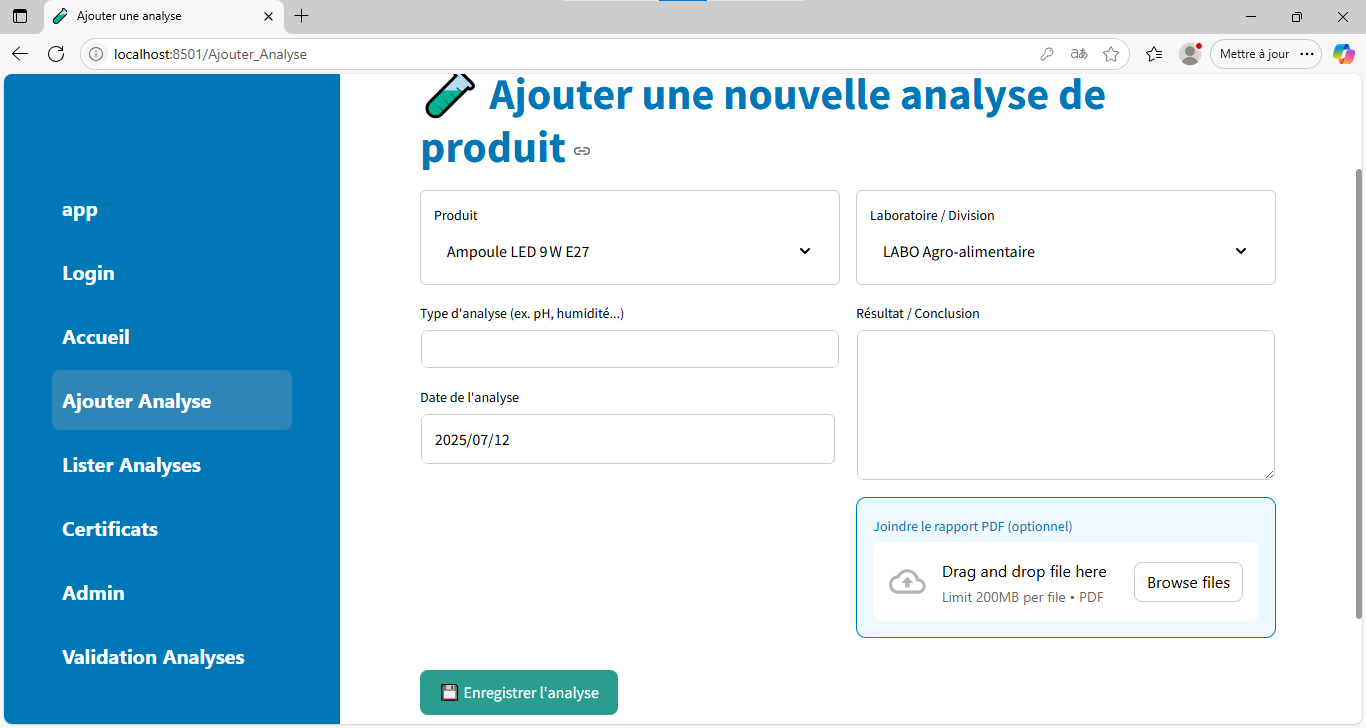 Ajouter une analyse
localhost:8501/Ajouter_Analyse
aあ
Mettre à jour
app
Login
Accueil
Ajouter Analyse
Lister Analyses
Certificats
Admin
Validation Analyses
Ajouter une nouvelle analyse de
produit
Produit
Ampoule LED 9 W E27
Laboratoire / Division
LABO Agro-alimentaire
Type d'analyse (ex. pH, humidité...)
Résultat / Conclusion
Date de l'analyse
2025/07/12
Joindre le rapport PDF (optionnel)
Drag and drop file here
Limit 200MB per file • PDF
Browse files
Enregistrer l'analyse